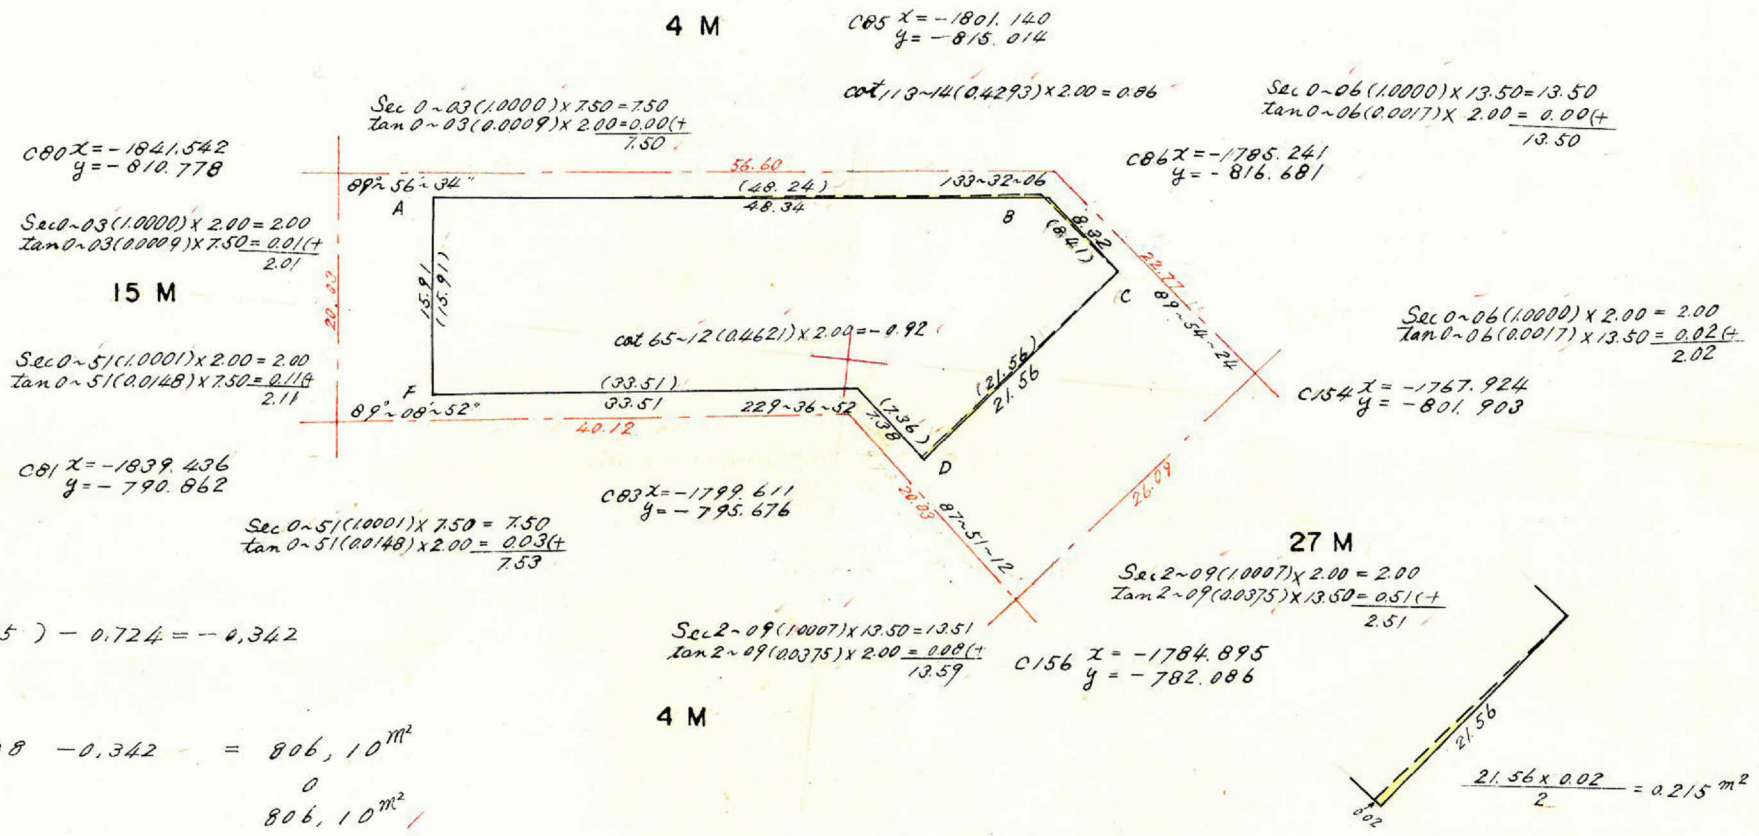 4 M
C85 x = -1801.140
y = -815.014
Sec 0~03 (1.0000) x 7.50 = 7.50
tan 0~03 (0.0009) x 2.00 = 0.00 (+
7.50
cot 113~14 (0.4293) x 2.00 = 0.86
Sec 0~06 (1.0000) x 13.50 = 13.50
tan 0~06 (0.0017) x 2.00 = 0.00 (+
13.50
C80 x = -1841.542
y = -810.778
C86 x = -1785.241
y = -816.681
56.60
89°~56'~34"
(48.24)
133~32~06
A
48.34
B
8.32
(8.41)
Sec 0~03 (1.0000) x 2.00 = 2.00
tan 0~03 (0.0009) x 7.50 = 0.01 (+
2.01
15 M
20.03
15.91
(15.91)
22.77
C
89~54~24
Sec 0~06 (1.0000) x 2.00 = 2.00
tan 0~06 (0.0017) x 13.50 = 0.02 (+
2.02
cot 65~12 (0.4621) x 2.00 = -0.92
Sec 0~51 (1.0001) x 2.00 = 2.00
tan 0~51 (0.0148) x 7.50 = 0.11 (+
2.11
(21.56)
21.56
C154 x = -1767.924
y = -801.903
F
(33.51)
33.51
89°~08'~52"
229~36~52
(7.36)
7.38
40.12
D
C81 x = -1839.436
y = -790.862
C83 x = -1799.611
y = -795.676
20.03
87~51~12
26.09
Sec 0~51 (1.0001) x 7.50 = 7.50
tan 0~51 (0.0148) x 2.00 = 0.03 (+
7.53
27 M
Sec 2~09 (1.0007) x 2.00 = 2.00
tan 2~09 (0.0375) x 13.50 = 0.51 (+
2.51
5 ) - 0.724 = -0,342
Sec 2~09 (1.0007) x 13.50 = 13.51
tan 2~09 (0.0375) x 2.00 = 0.08 (+
13.59
C156 x = -1784.895
y = -782.086
4 M
8 -0,342 = 806, 10 m²
0
806, 10 m²
21.56
0.02
21.56 x 0.02
2
= 0.215 m²